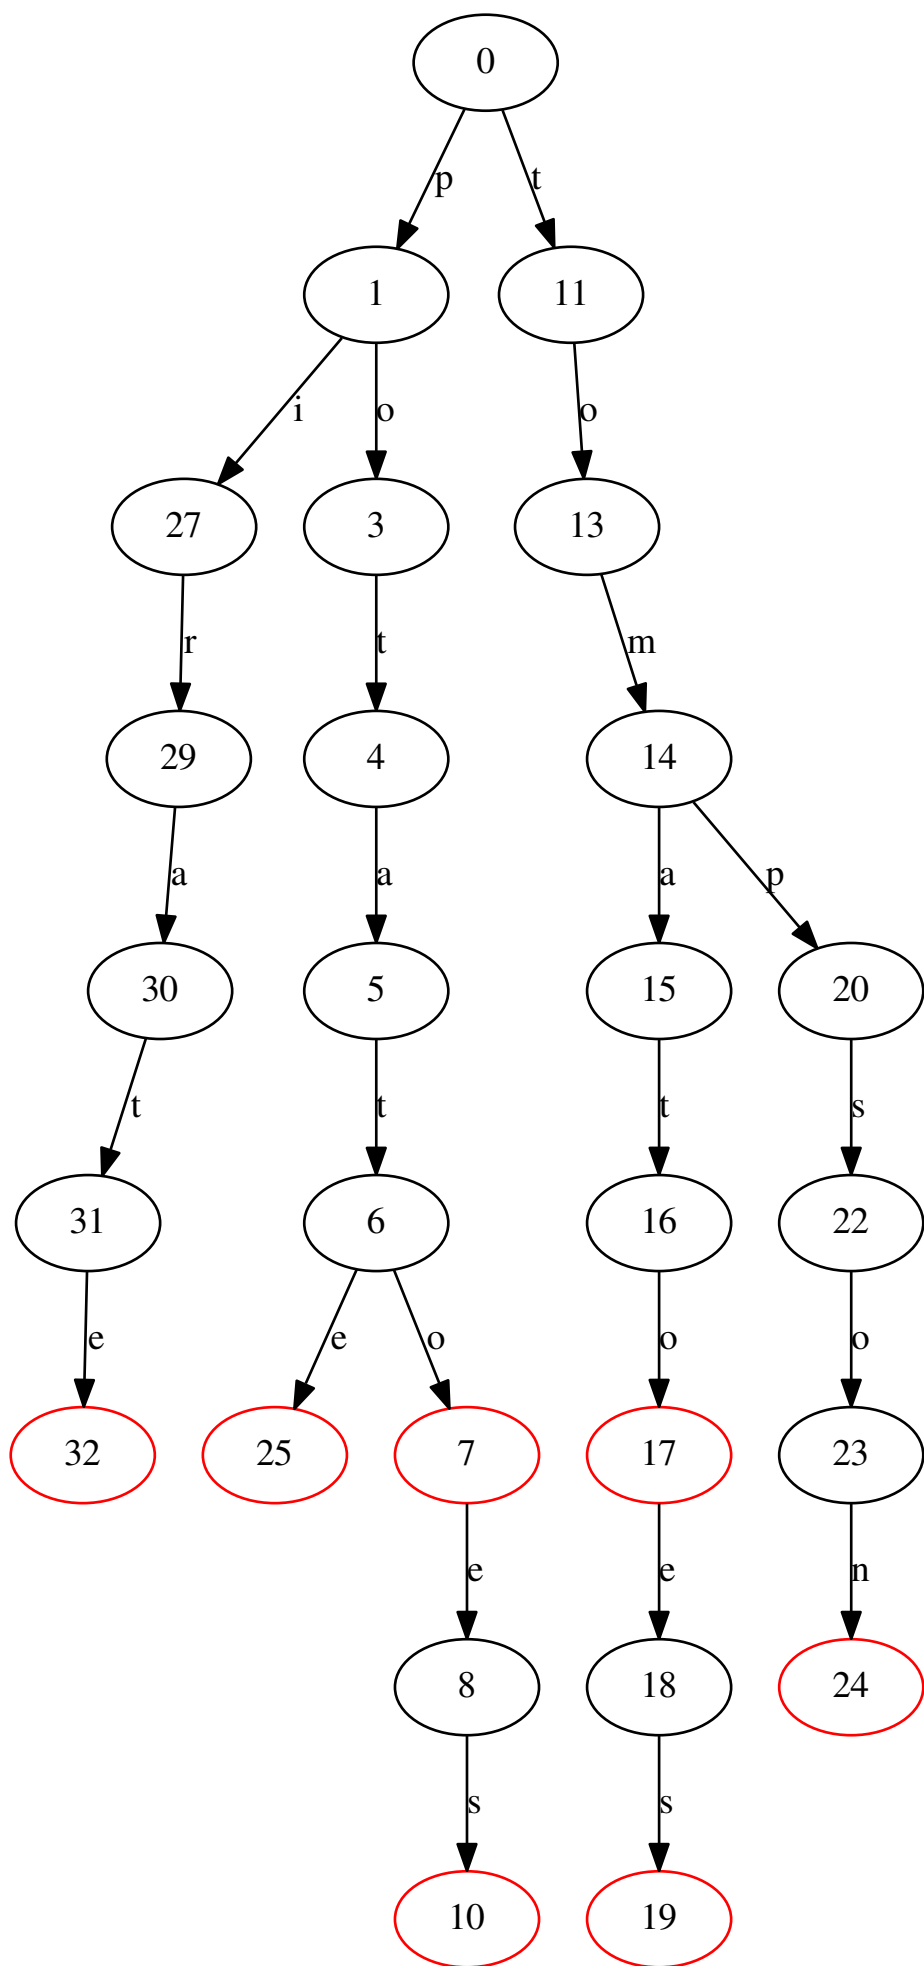 0
p t
1 11
i o o
27 3 13
r t m
29 4 14
a a a p
30 5 15 20
t t t s
31 6 16 22
e e o o o
32 25 7 17 23
e e n
8 18 24
s s
10 19